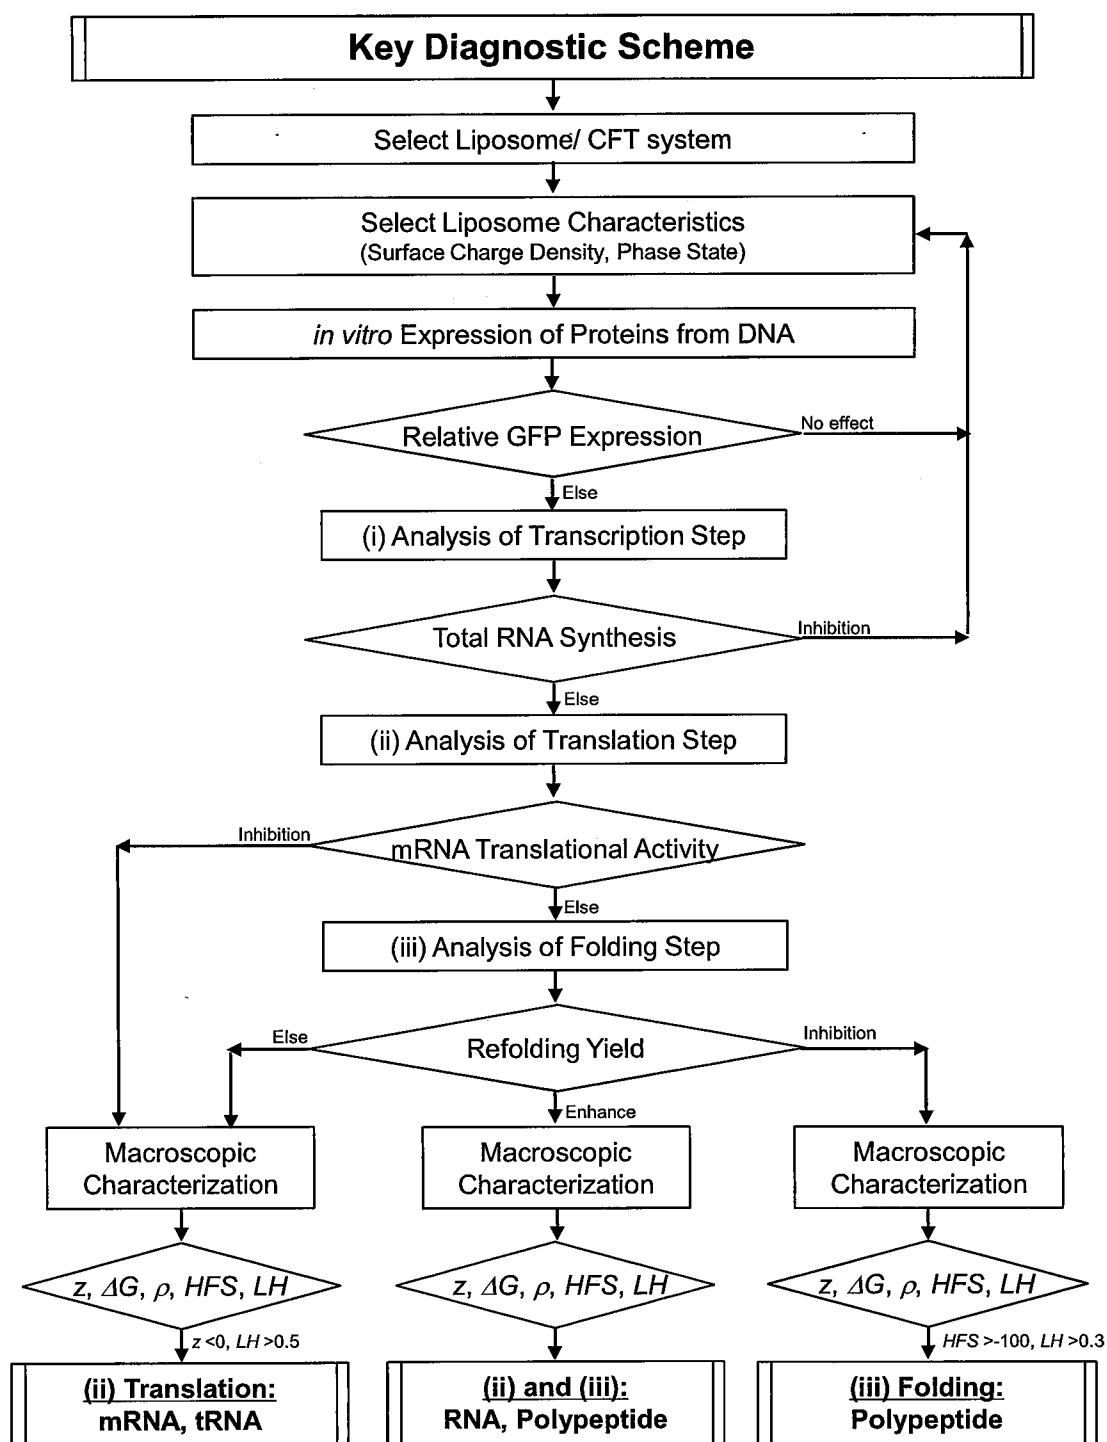 Key Diagnostic Scheme
Select Liposome/ CFT system
Select Liposome Characteristics
(Surface Charge Density, Phase State)
in vitro Expression of Proteins from DNA
Relative GFP Expression
No effect
Else
(i) Analysis of Transcription Step
Total RNA Synthesis
Inhibition
Else
(ii) Analysis of Translation Step
Inhibition
mRNA Translational Activity
Else
(iii) Analysis of Folding Step
Else
Refolding Yield
Inhibition
Enhance
Macroscopic
Characterization
Macroscopic
Characterization
Macroscopic
Characterization
z, ΔG, ρ, HFS, LH
z, ΔG, ρ, HFS, LH
z, ΔG, ρ, HFS, LH
z <0, LH >0.5
HFS >-100, LH >0.3
(ii) Translation:
mRNA, tRNA
(ii) and (iii):
RNA, Polypeptide
(iii) Folding:
Polypeptide